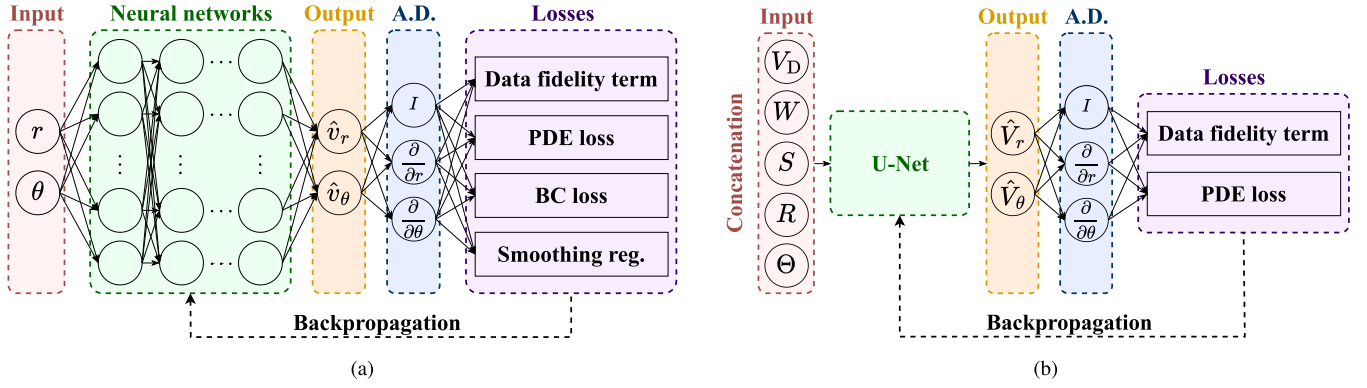 Input
Neural networks
Output
A.D.
Losses
r
θ
...
...
⋮
⋮
⋮
...
...
v̂_r
v̂_θ
I
∂/∂r
∂/∂θ
Data fidelity term
PDE loss
BC loss
Smoothing reg.
Backpropagation
(a)
Input
Output
A.D.
Losses
Concatenation
V_D
W
S
R
Θ
U-Net
V̂_r
V̂_θ
I
∂/∂r
∂/∂θ
Data fidelity term
PDE loss
Backpropagation
(b)